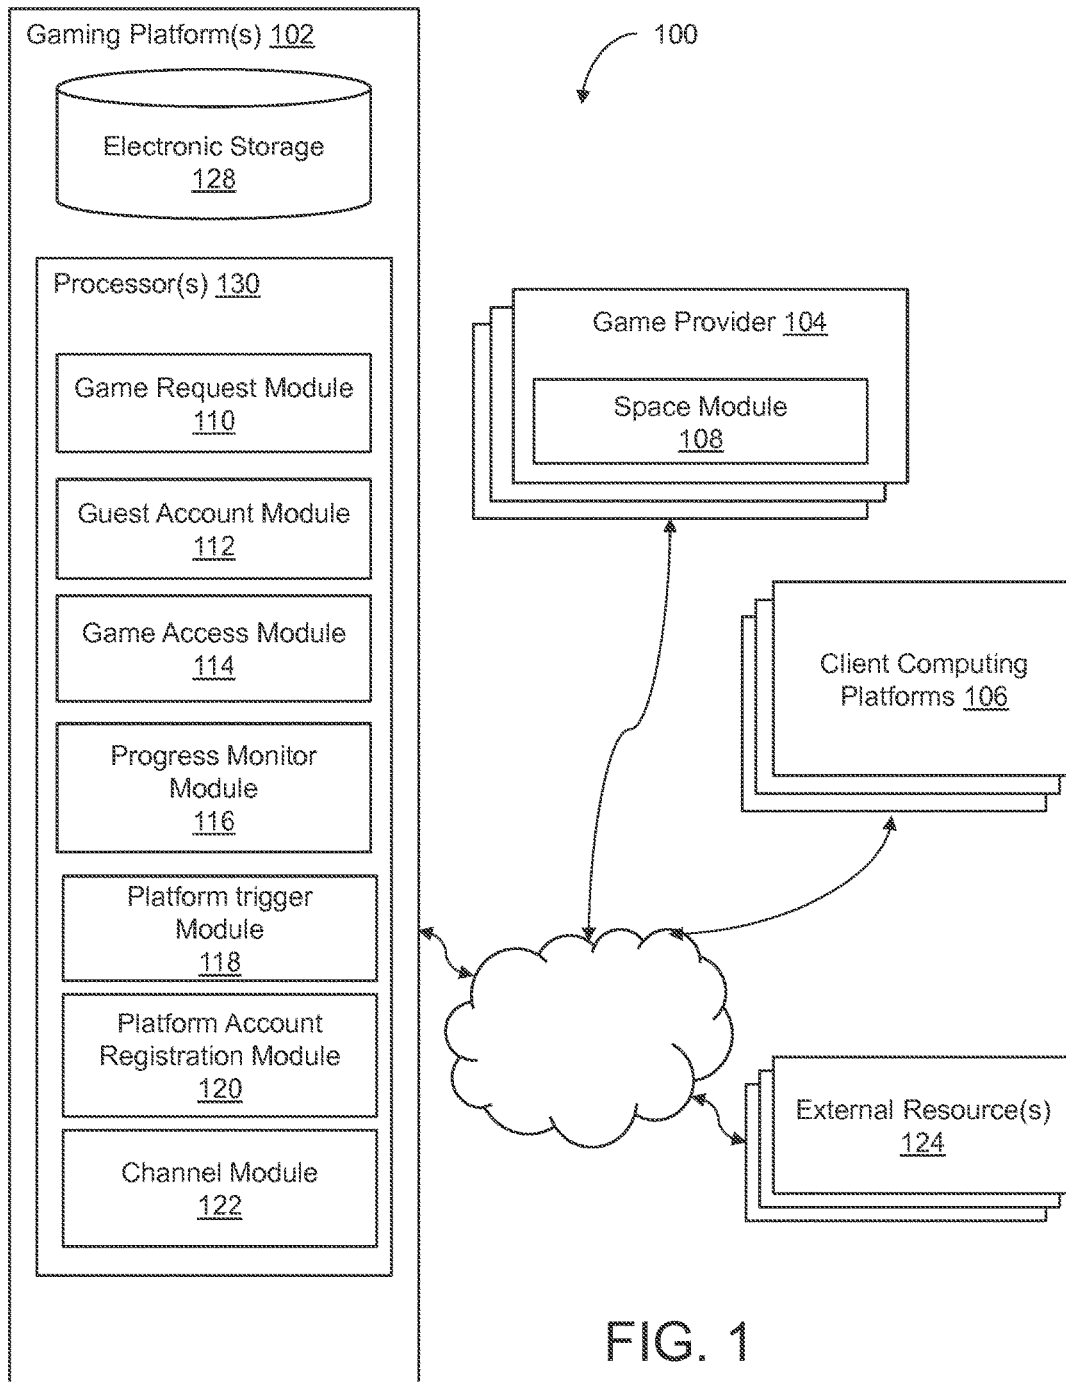 Gaming Platform(s) 102
100
Electronic Storage
128
Processor(s) 130
Game Request Module
110
Guest Account Module
112
Game Access Module
114
Progress Monitor
Module
116
Platform trigger
Module
118
Platform Account
Registration Module
120
Channel Module
122
Game Provider 104
Space Module
108
Client Computing
Platforms 106
External Resource(s)
124
FIG. 1